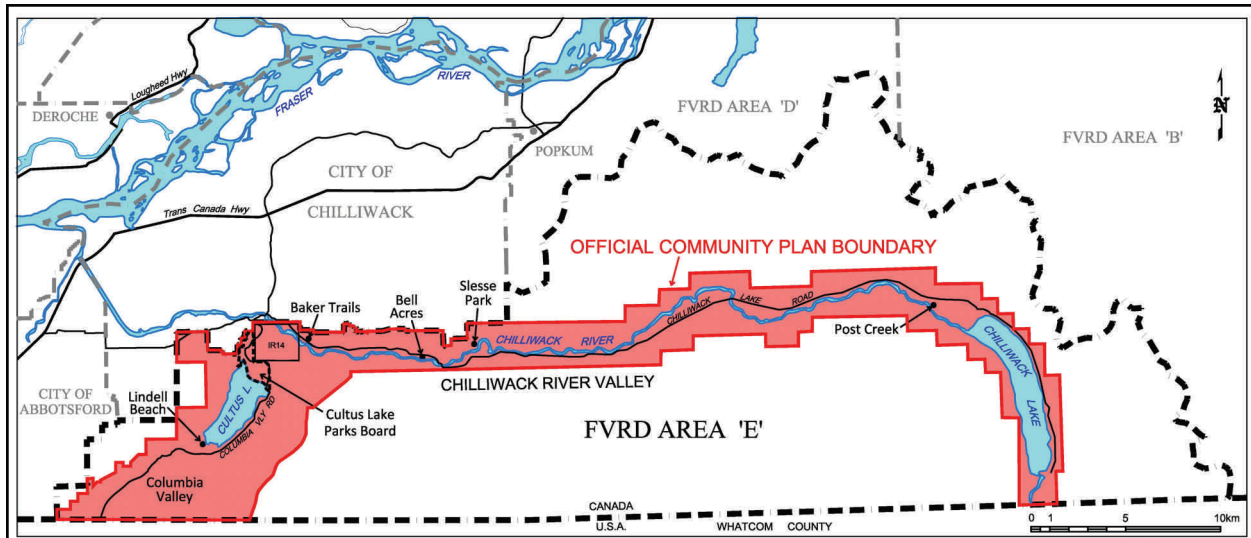 Lougheed Hwy
DEROCHE
FRASER
RIVER
FVRD AREA 'D'
FVRD AREA 'B'
N
POPKUM
CITY OF
CHILLIWACK
Trans Canada Hwy
OFFICIAL COMMUNITY PLAN BOUNDARY
Baker Trails
Bell
Acres
Slesse
Park
CHILLIWACK LAKE ROAD
Post Creek
IR14
CHILLIWACK RIVER
CHILLIWACK RIVER VALLEY
CHILLIWACK
LAKE
CITY OF
ABBOTSFORD
Lindell
Beach
CULTUS L.
COLUMBIA VLY RD
Cultus Lake
Parks Board
FVRD AREA 'E'
Columbia
Valley
CANADA
U.S.A. WHATCOM COUNTY
0 1 5 10km